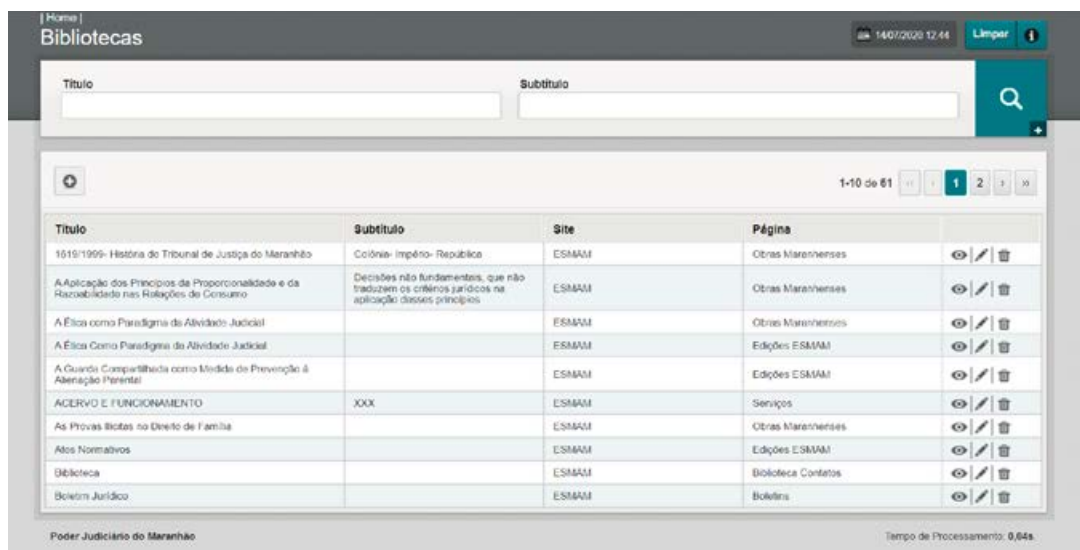 | Home |
Bibliotecas
14/07/2020 12:44
Limpar
Título
Subtítulo
1-10 de 61
«
‹
1
2
›
»
Título Subtítulo Site Página
1619/1999- História do Tribunal de Justiça do Maranhão Colônia- Império- República ESMAM Obras Maranhenses
A Aplicação dos Princípios da Proporcionalidade e da
Razoabilidade nas Relações de Consumo
Decisões não fundamentais, que não
traduzem os critérios jurídicos na
aplicação desses princípios
ESMAM
Obras Maranhenses
A Ética como Paradigma da Atividade Judicial ESMAM Obras Maranhenses
A Ética Como Paradigma da Atividade Judicial ESMAM Edições ESMAM
A Guarda Compartilhada como Medida de Prevenção á
Alienação Parental
ESMAM
Edições ESMAM
ACERVO E FUNCIONAMENTO XXX ESMAM Serviços
As Provas Ilícitas no Direito de Família ESMAM Obras Maranhenses
Atos Normativos ESMAM Edições ESMAM
Biblioteca ESMAM Biblioteca Contatos
Boletim Jurídico ESMAM Boletins
Poder Judiciário do Maranhão
Tempo de Processamento: 0,04s.